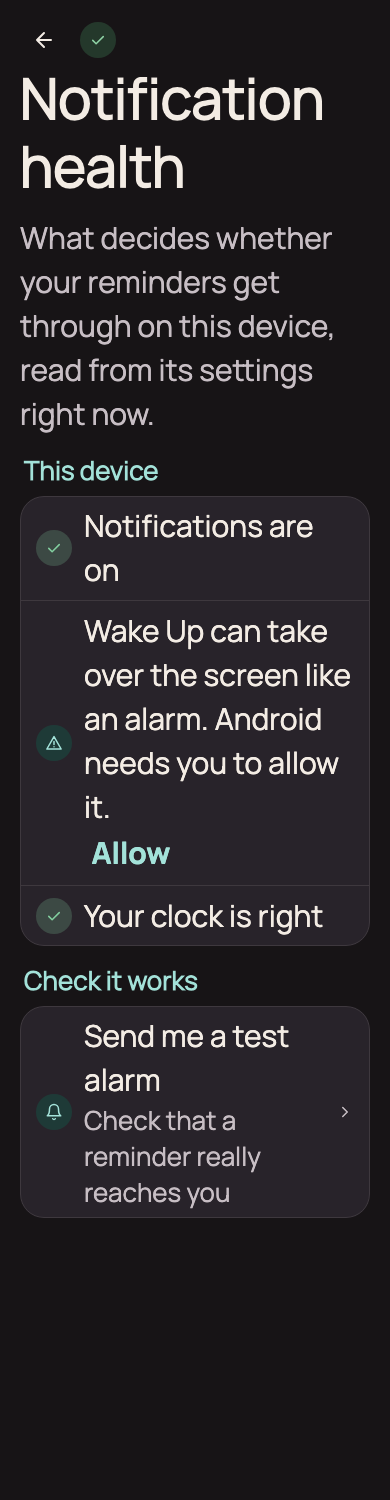 Notification
health
What decides whether
your reminders get
through on this device,
read from its settings
right now.
This device
Notifications are
on
Wake Up can take
over the screen like
an alarm. Android
needs you to allow
it.
Allow
Your clock is right
Check it works
Send me a test
alarm
Check that a
reminder really
reaches you